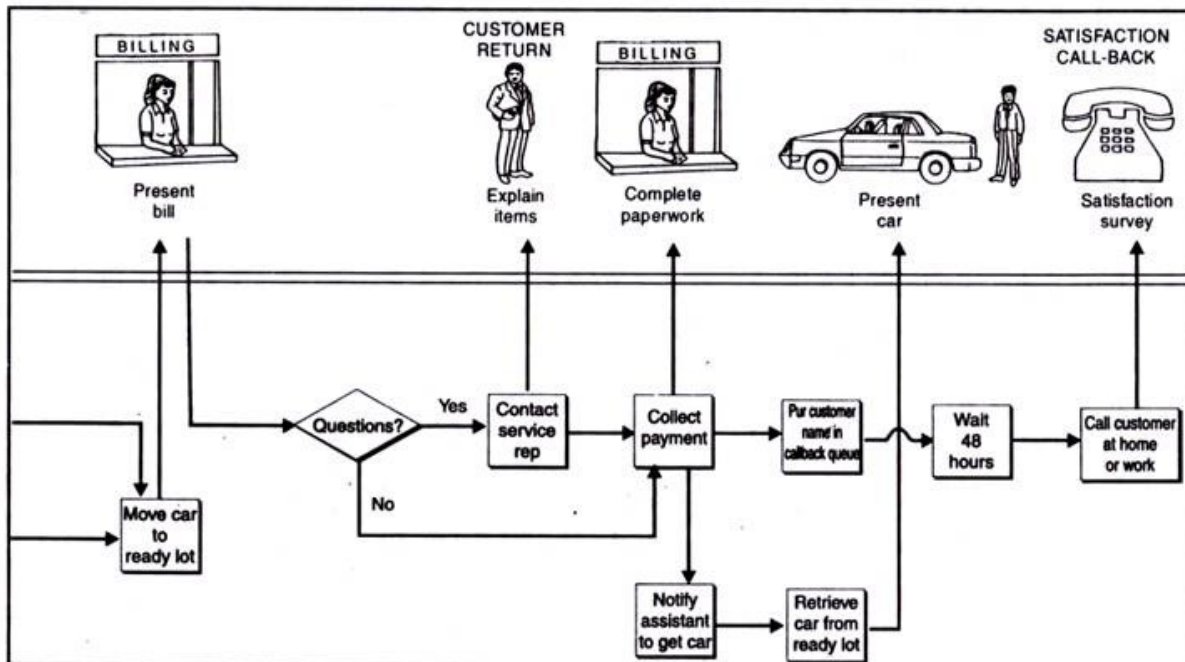 BILLING
Present
bill
CUSTOMER
RETURN
Explain
items
BILLING
Complete
paperwork
Present
car
SATISFACTION
CALL-BACK
Satisfaction
survey
Questions?
Yes
No
Contact
service
rep
Collect
payment
Pur customer
name in
callback queue
Wait
48
hours
Call customer
at home
or work
Move car
to
ready lot
Notify
assistant
to get car
Retrieve
car from
ready lot